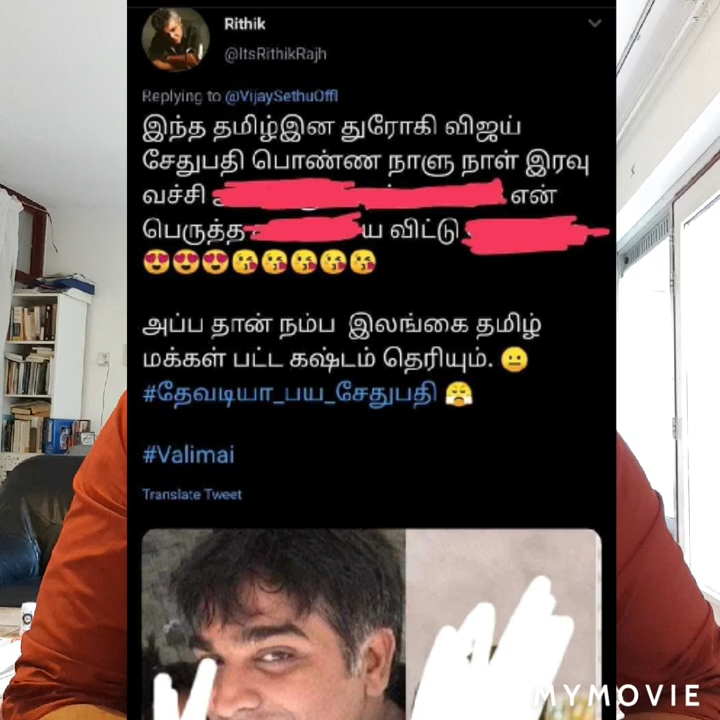 Rithik
@ItsRithikRajh
Replying to @VijaySethuOffl
இந்த தமிழ்இன துரோகி விஜய்
சேதுபதி பொண்ண நாளு நாள் இரவு
வச்சி என்
விட்டு
😍😍😍😘😘😘😘😘
அப்ப தான் நம்ப இலங்கை தமிழ்
மக்கள் பட்ட கஷ்டம் தெரியும். 😐
#தேவடியா_பய_சேதுபதி 😤
#Valimai
Translate Tweet
MYMOVIE